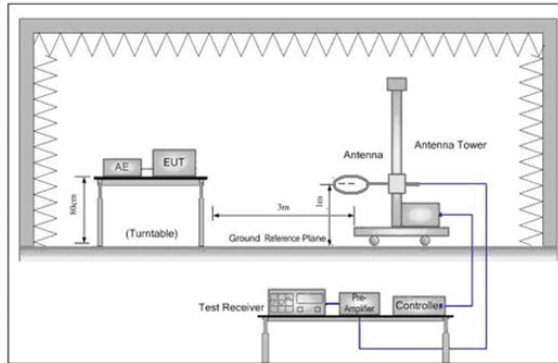 AE
EUT
80cm
(Turntable)
3m
1m
Antenna
Antenna Tower
Ground Reference Plane
Test Receiver
Pre-
Amplifier
Controller